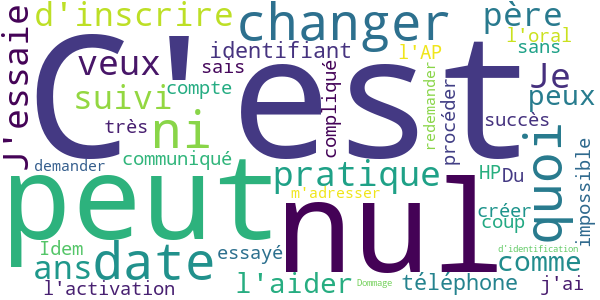 d'inscrire
changer
père
J'essaie
C'est
identifiant
l'AP
l'oral
sans
veux
sais
compliqué
redemander
procéder
Je
suivi
compte
peux
très
ni
succès
communiqué
quoi
impossible
demander
peut
pratique
nul
HP
Du
m'adresser
créer
coup
Idem
date
essayé
d'identification
ans
comme
l'activation
l'aider
Dommage
téléphone
j'ai